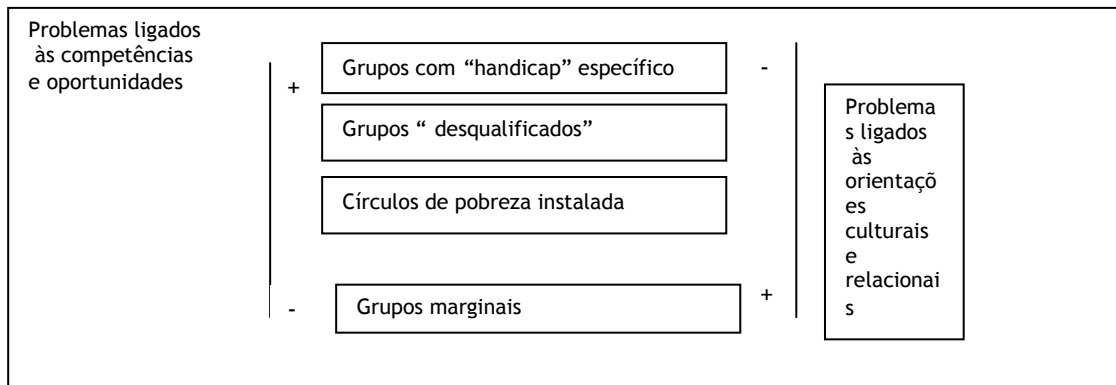 Problemas ligados
às competências
e oportunidades
+
Grupos com “handicap” específico
-
Grupos “ desqualificados”
Círculos de pobreza instalada
-
Grupos marginais
+
Problema
s ligados
às
orientaçõ
es
culturais
e
relacionai
s